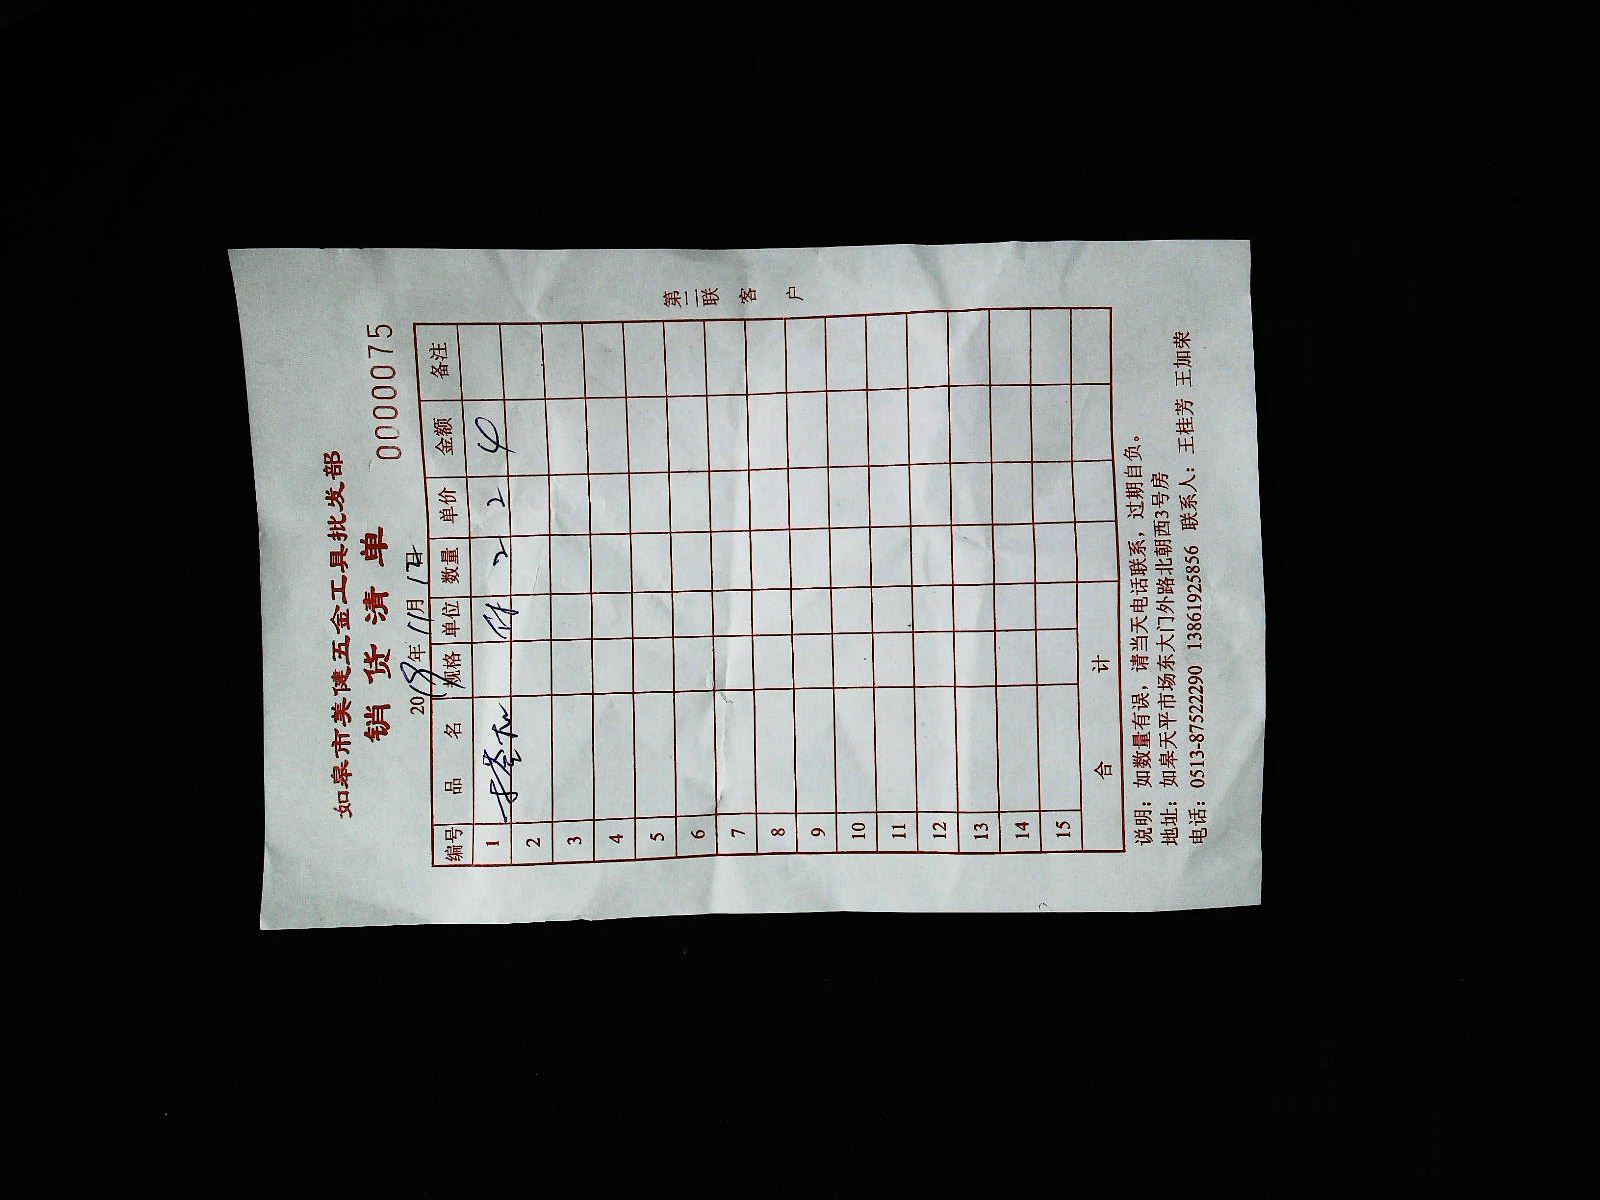 如皋市美健五金工具批发部
销货清单
0000075
20 年11月1日
编号 品名 规格 单位 数量 单价 金额 备注
1 付 2 2 4
2
3
4
5
6
7
8
9
10
11
12
13
14
15
合计
第二联 客户
说明：如数量有误，请当天电话联系，过期自负。
地址：如皋天平市场东大门外路北朝西3号房
电话：0513-87522290 13861925856 联系人：王桂芳 王加荣